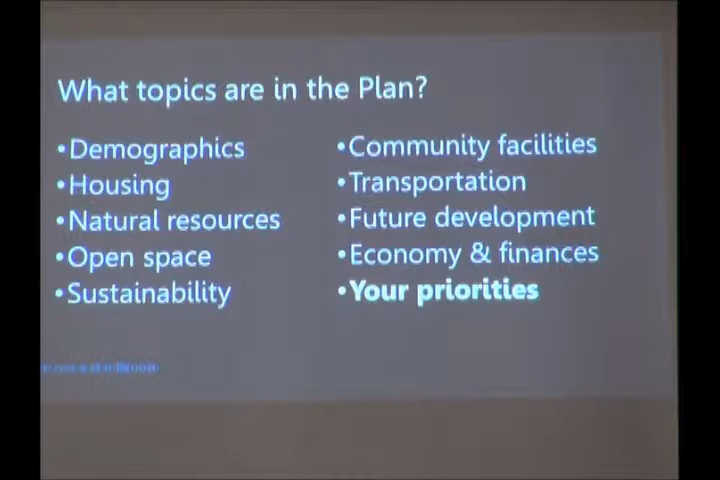 What topics are in the Plan?
•Demographics
•Housing
•Natural resources
•Open space
•Sustainability
•Community facilities
•Transportation
•Future development
•Economy & finances
•Your priorities